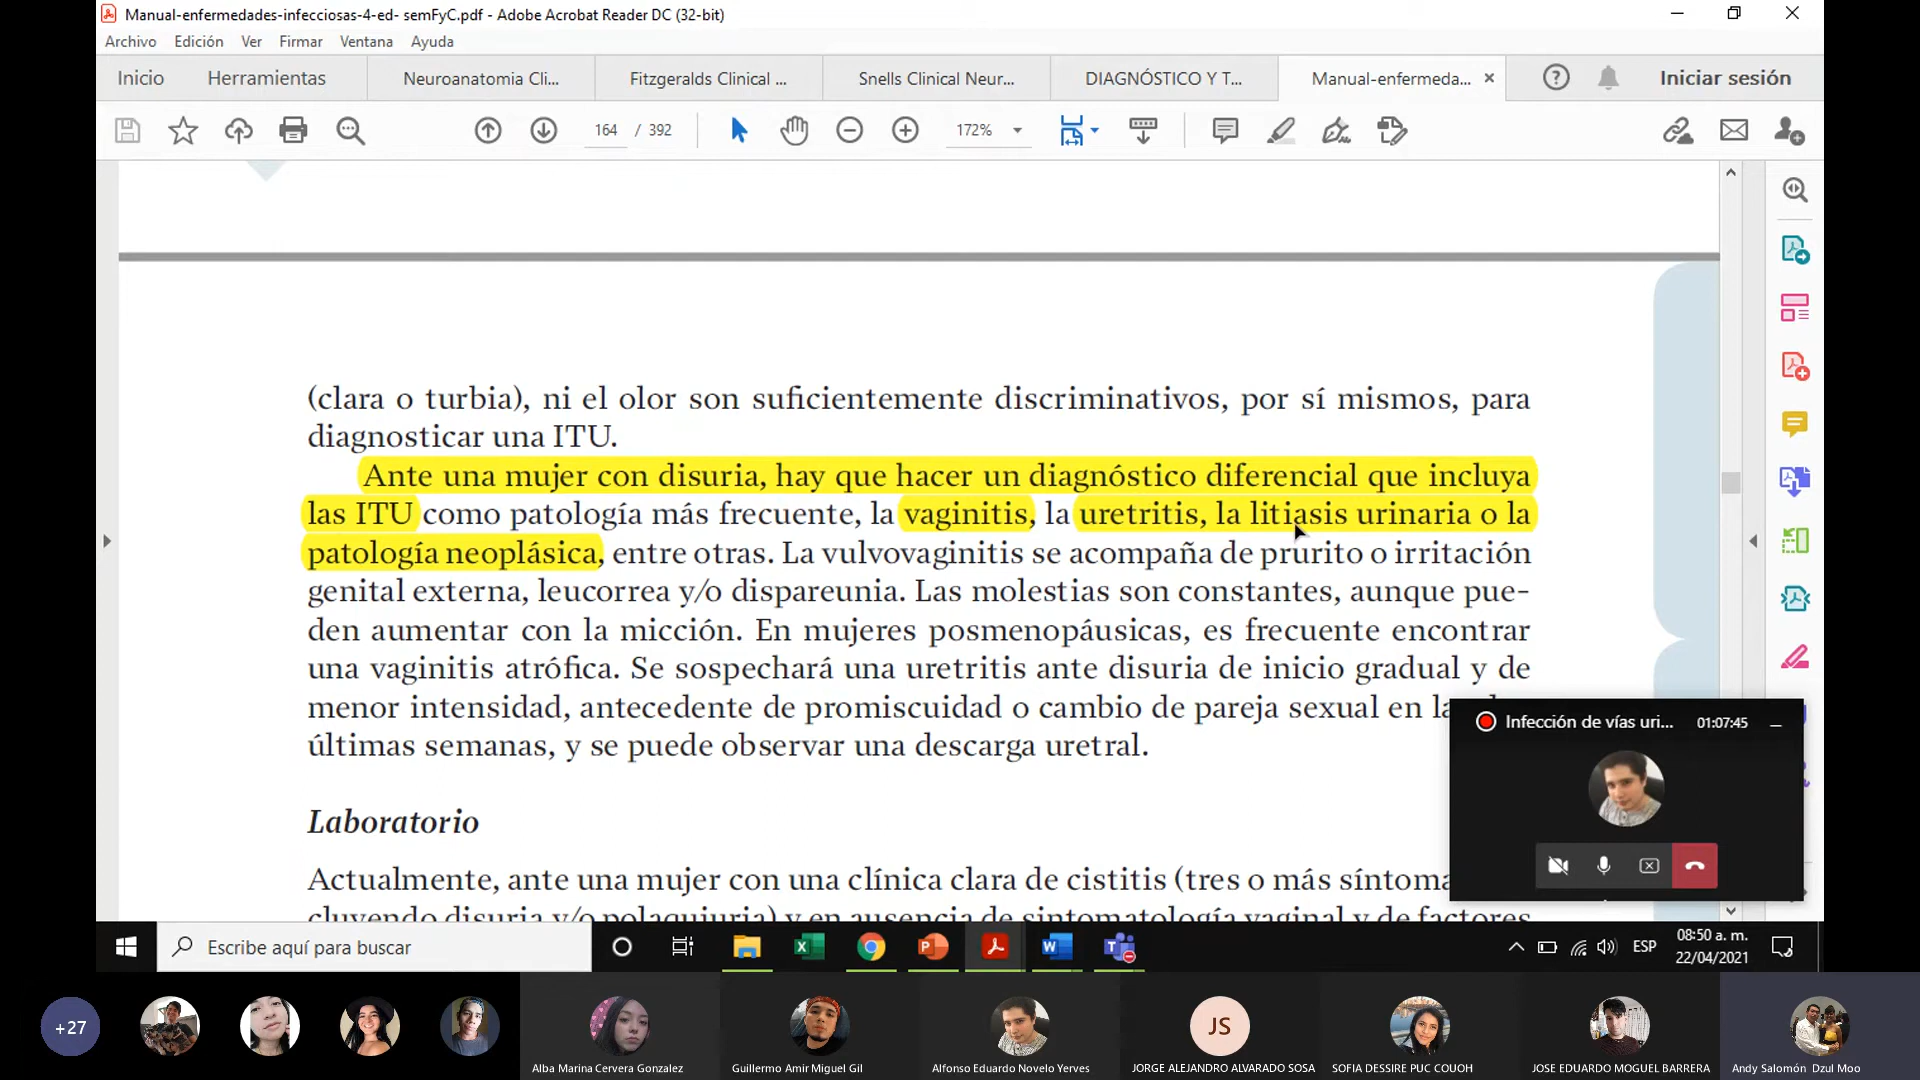 Manual-enfermedades-infecciosas-4-ed- semFyC.pdf - Adobe Acrobat Reader DC (32-bit)
Archivo Edición Ver Firmar Ventana Ayuda
Inicio Herramientas Neuroanatomia Cli... Fitzgeralds Clinical ... Snells Clinical Neur... DIAGNÓSTICO Y T... Manual-enfermeda... Iniciar sesión
164 / 392 172%
(clara o turbia), ni el olor son suficientemente discriminativos, por sí mismos, para
diagnosticar una ITU.
Ante una mujer con disuria, hay que hacer un diagnóstico diferencial que incluya
las ITU como patología más frecuente, la vaginitis, la uretritis, la litiasis urinaria o la
patología neoplásica, entre otras. La vulvovaginitis se acompaña de prurito o irritación
genital externa, leucorrea y/o dispareunia. Las molestias son constantes, aunque pue-
den aumentar con la micción. En mujeres posmenopáusicas, es frecuente encontrar
una vaginitis atrófica. Se sospechará una uretritis ante disuria de inicio gradual y de
menor intensidad, antecedente de promiscuidad o cambio de pareja sexual en
últimas semanas, y se puede observar una descarga uretral.
Infección de vías uri... 01:07:45
Laboratorio
Actualmente, ante una mujer con una clínica clara de cistitis (tres o más
cluyendo disuria y/o polaquiuria) y en ausencia de sintomatología vaginal y de factores
Escribe aquí para buscar
ESP
08:50 a. m.
22/04/2021
+27
JS
Alba Marina Cervera Gonzalez
Guillermo Amir Miguel Gil
Alfonso Eduardo Novelo Yerves
JORGE ALEJANDRO ALVARADO SOSA
SOFIA DESSIRE PUC COUOH
JOSE EDUARDO MOGUEL BARRERA
Andy Salomón Dzul Moo